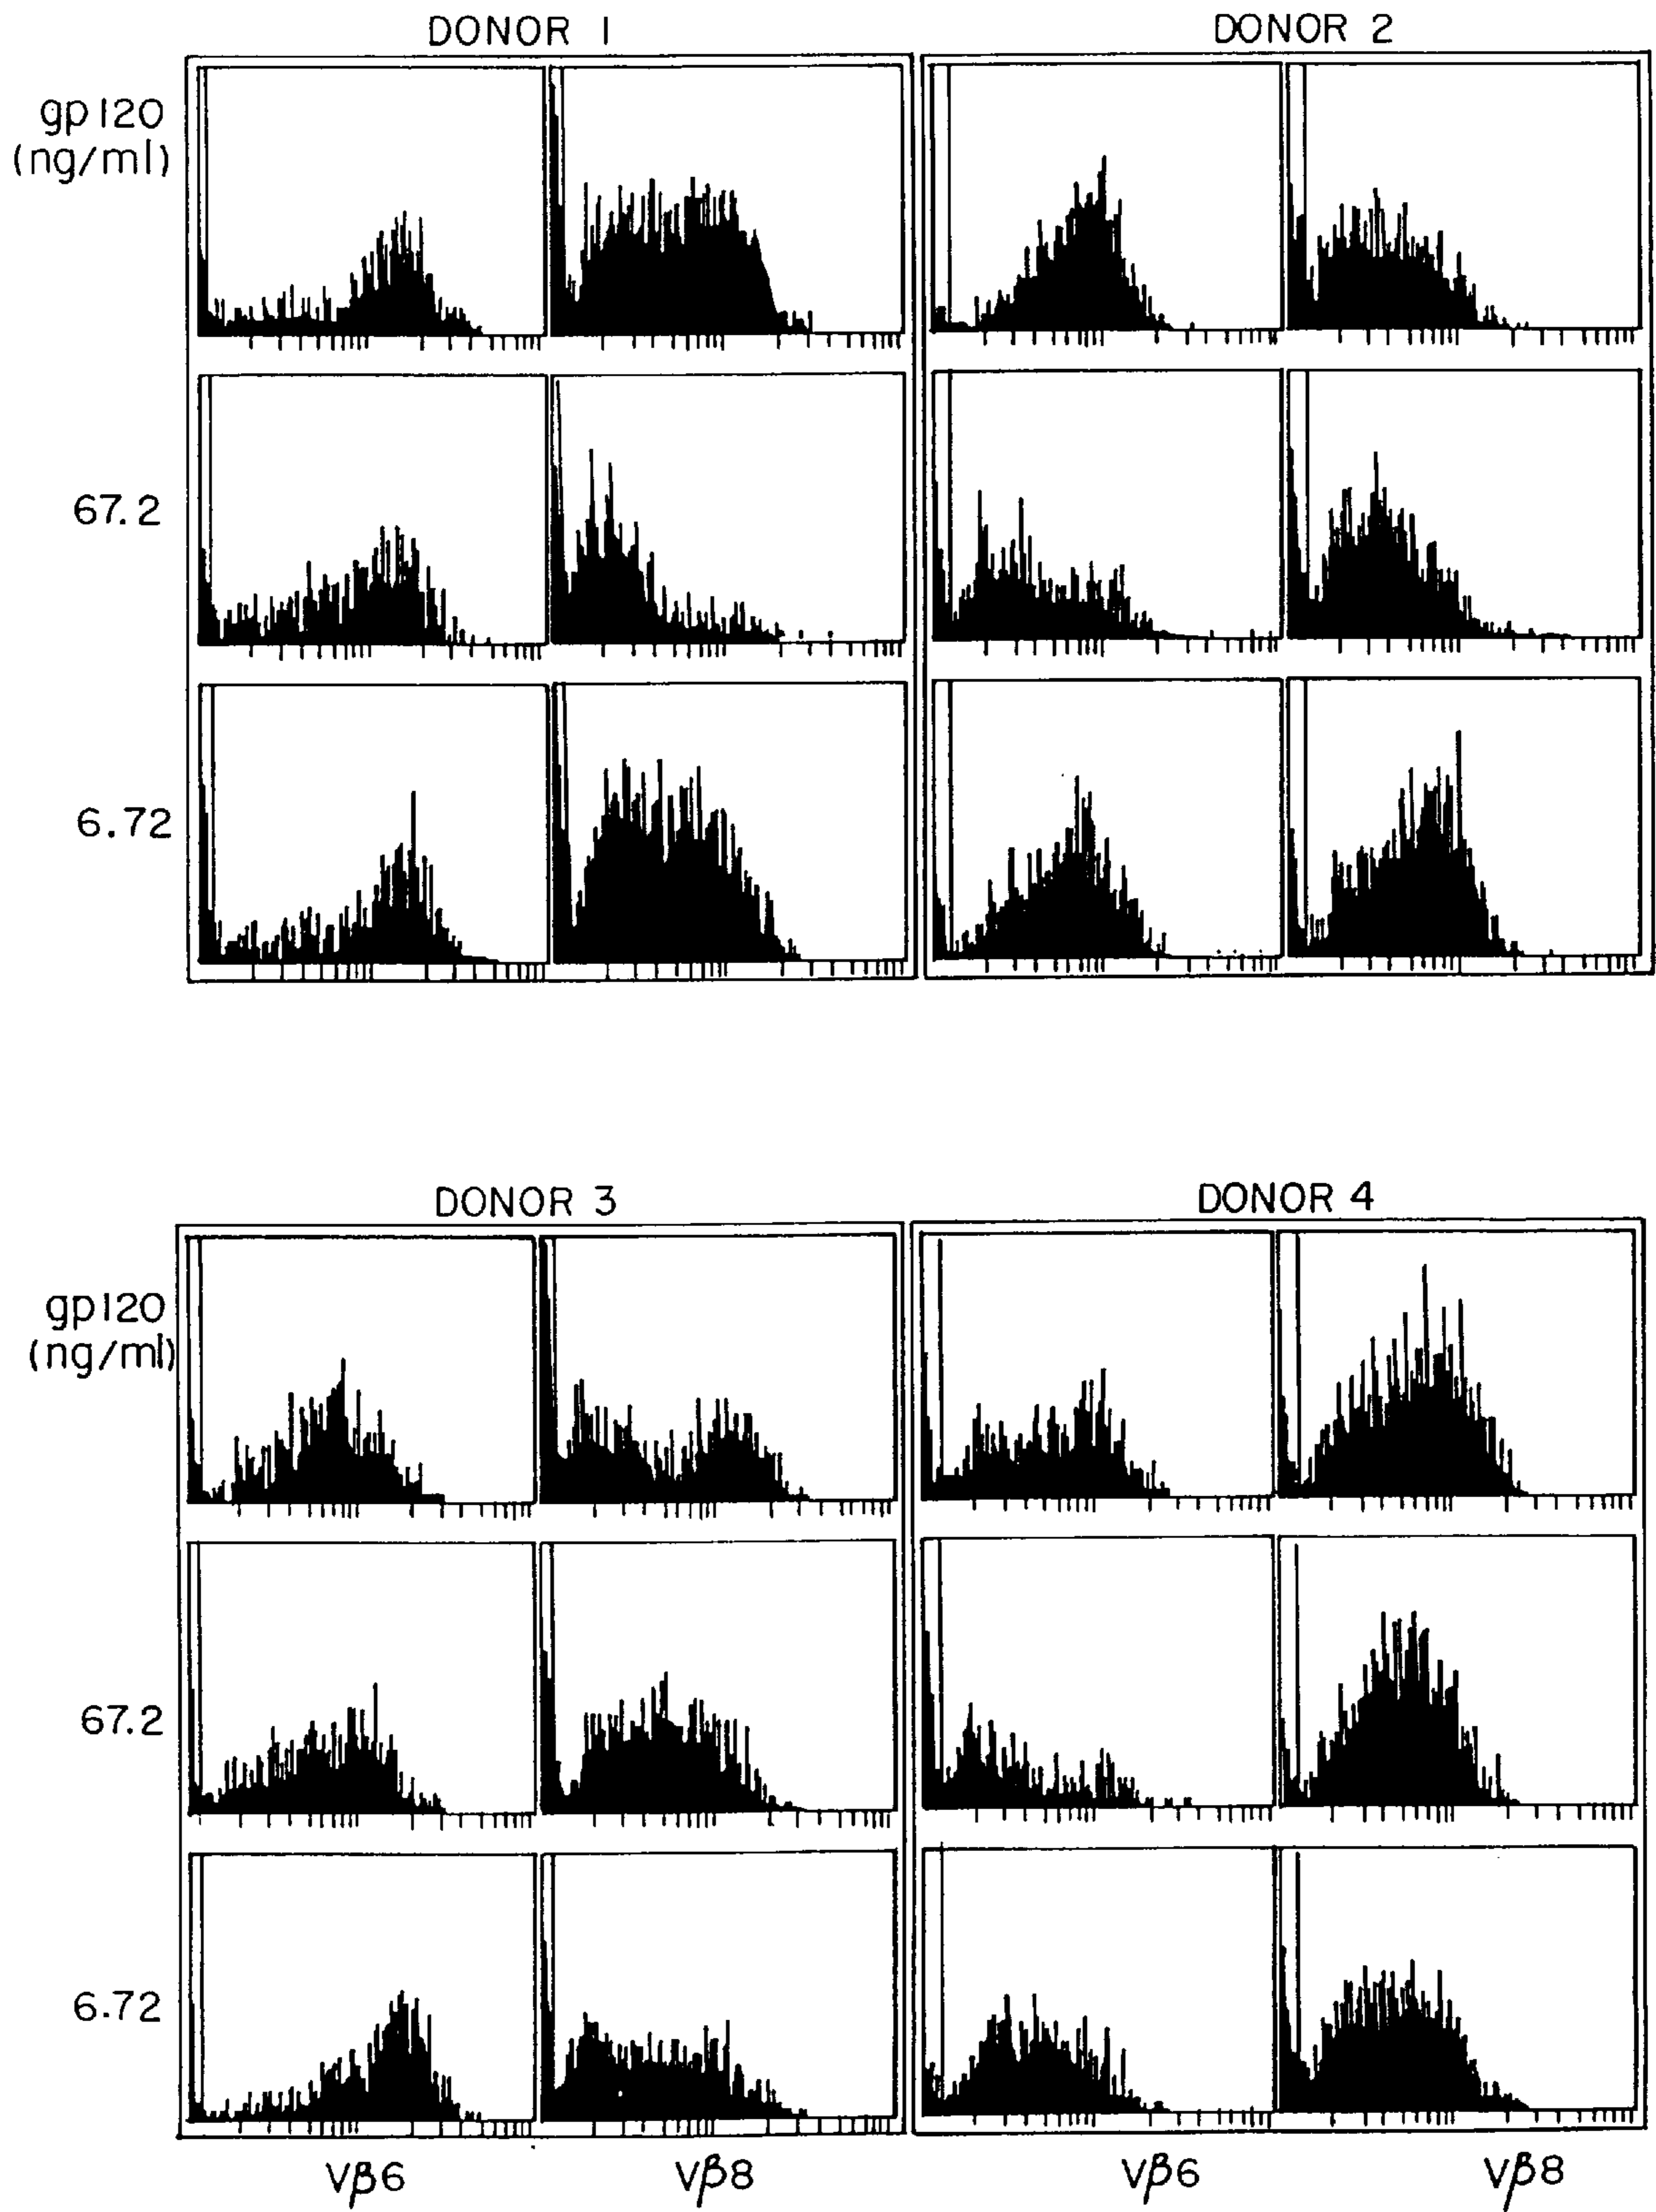 DONOR 1
DONOR 2
gp120
(ng/ml)
67.2
6.72
DONOR 3
DONOR 4
gp120
(ng/ml)
67.2
6.72
Vβ6
Vβ8
Vβ6
Vβ8